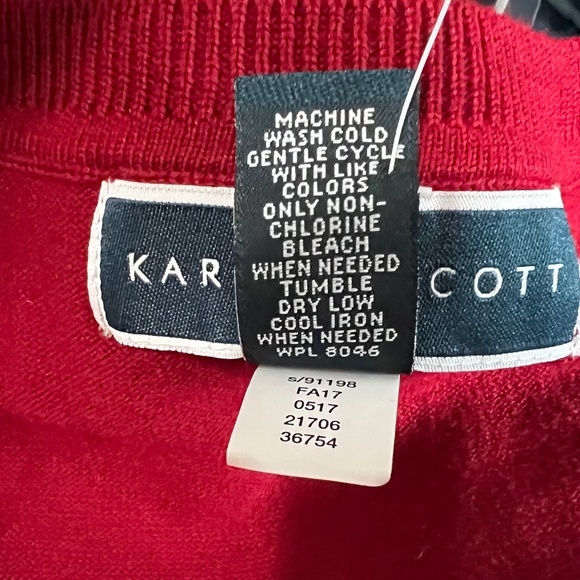 MACHINE
WASH COLD
GENTLE CYCLE
WITH LIKE
COLORS
ONLY NON-
CHLORINE
BLEACH
WHEN NEEDED
TUMBLE
DRY LOW
COOL IRON
WHEN NEEDED
WPL 8046
KAR COTT
s/91198
FA17
0517
21706
36754